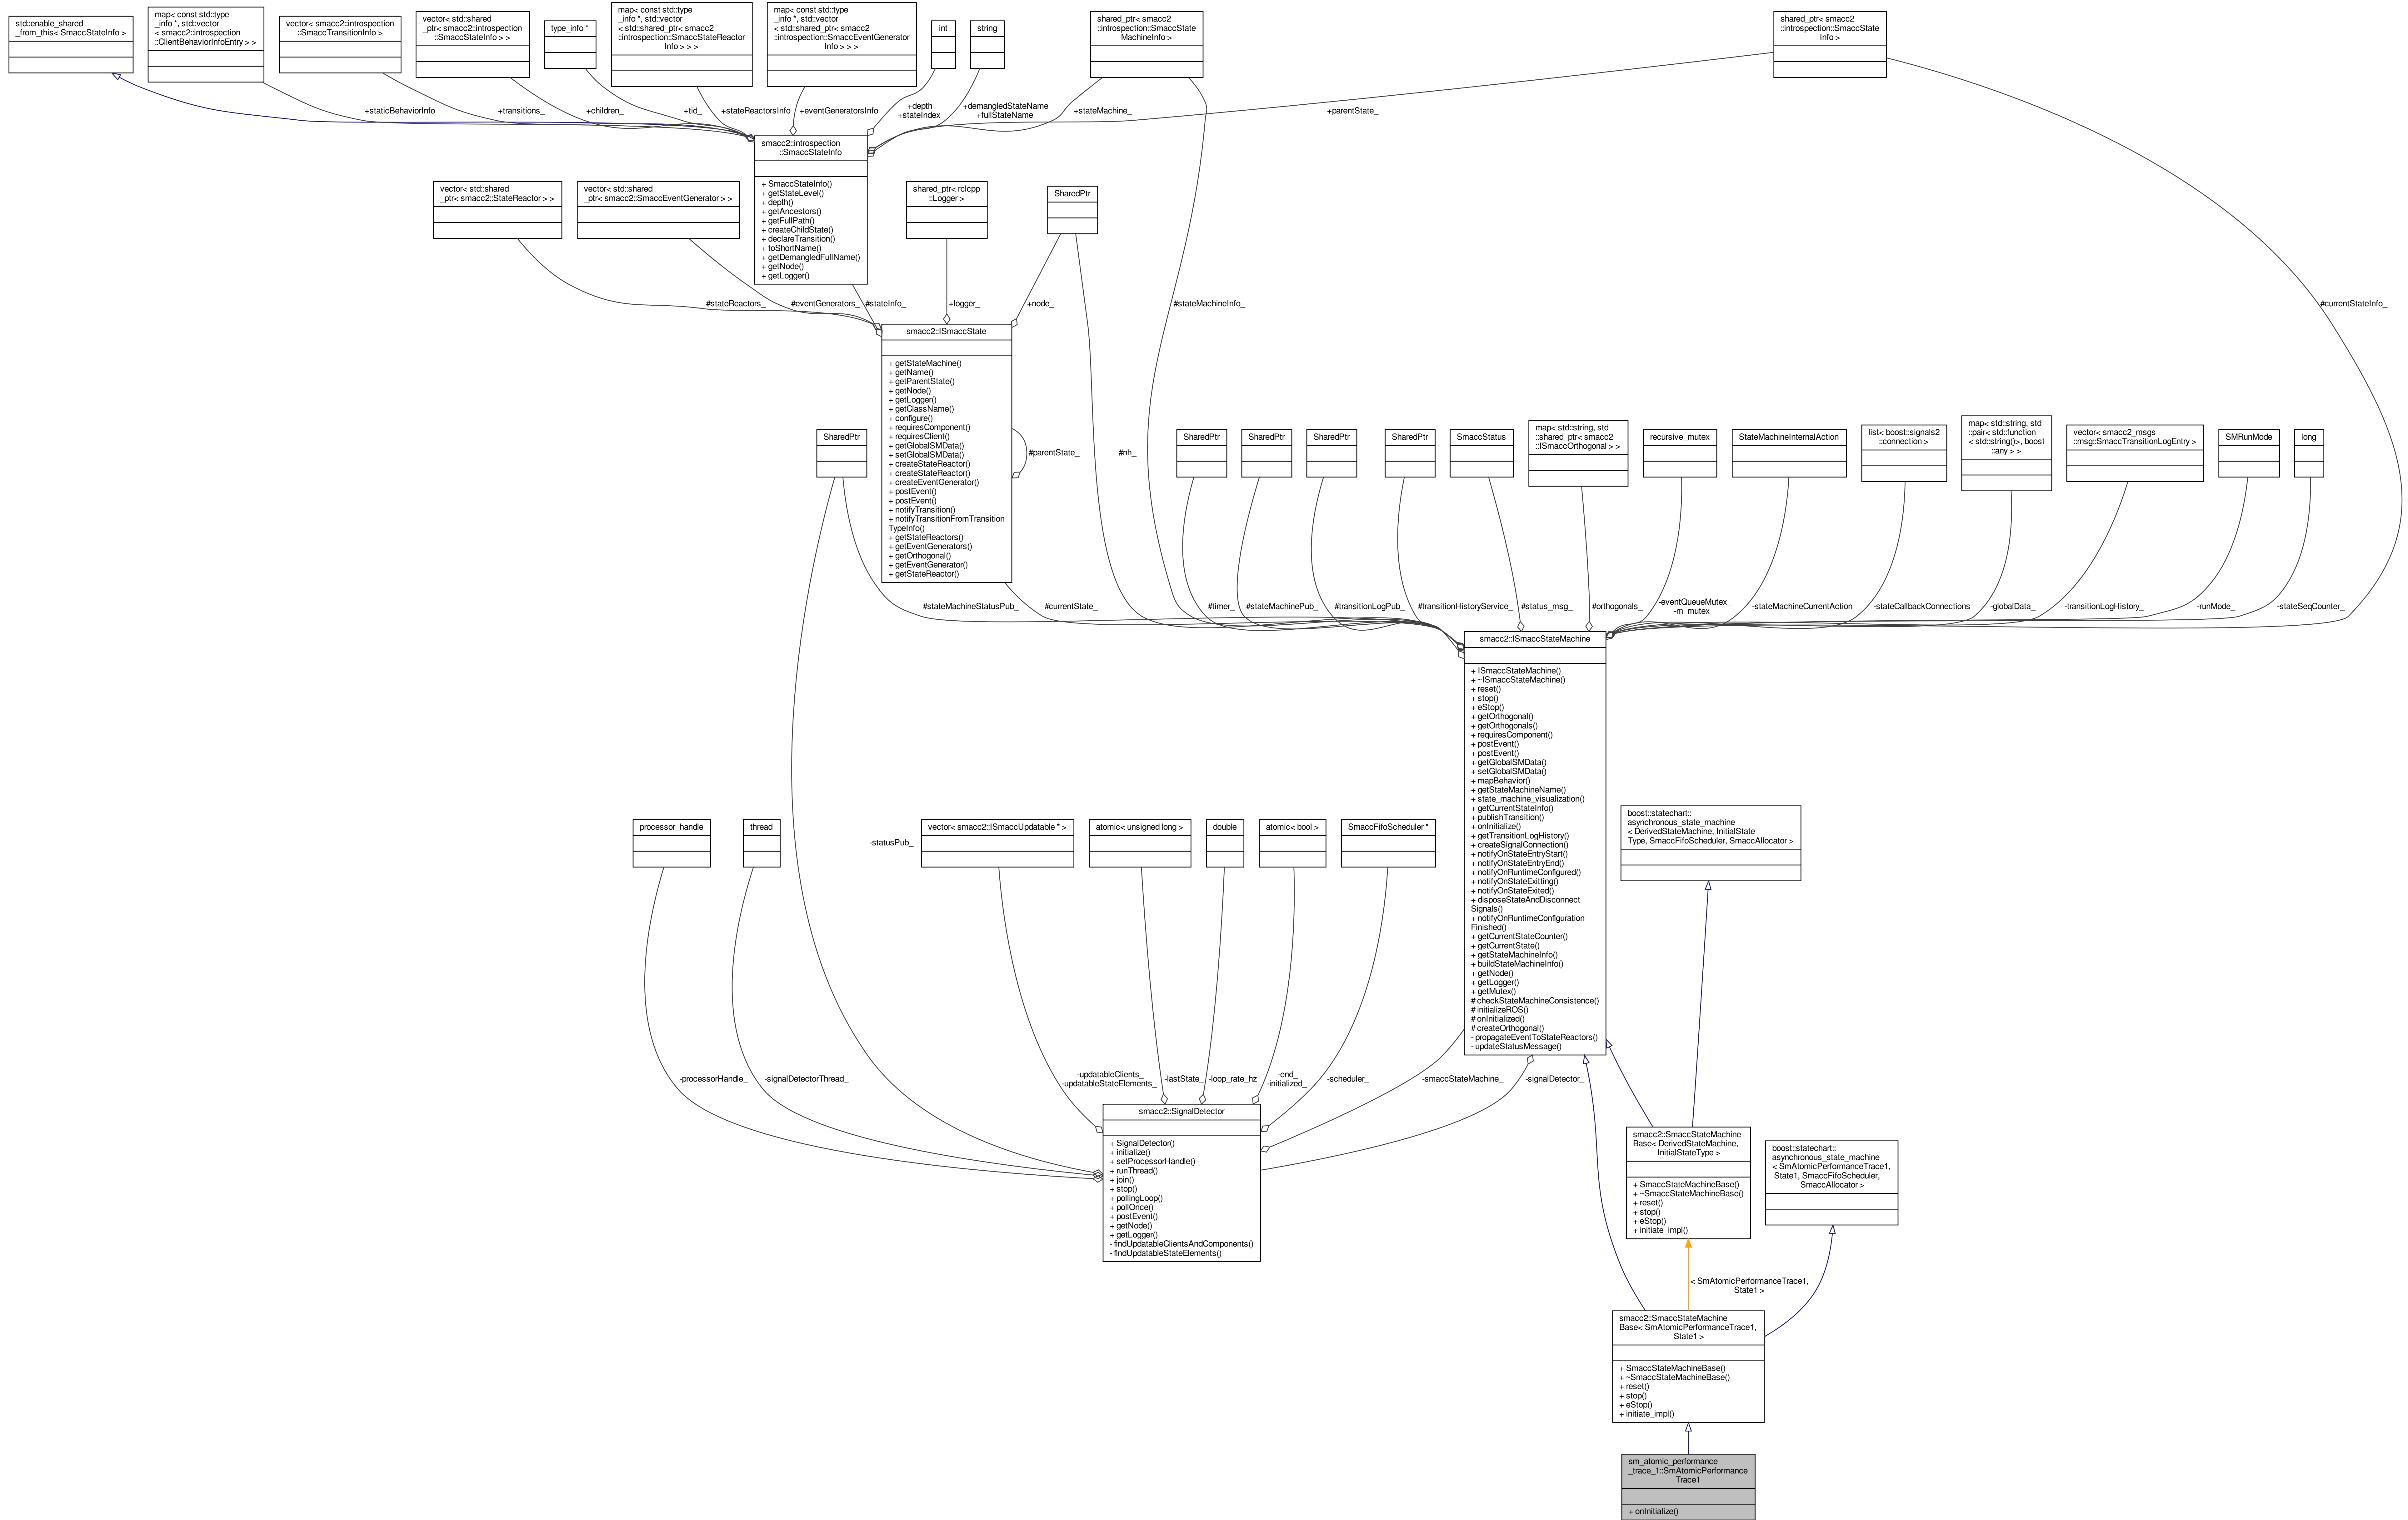 std::enable_shared
_from_this< SmaccStateInfo >
map< const std::type
_info *, std::vector
< smacc2::introspection
::ClientBehaviorInfoEntry > >
vector< smacc2::introspection
::SmaccTransitionInfo >
vector< std::shared
_ptr< smacc2::introspection
::SmaccStateInfo > >
type_info *
map< const std::type
_info *, std::vector
< std::shared_ptr< smacc2
::introspection::SmaccStateReactor
Info > > >
map< const std::type
_info *, std::vector
< std::shared_ptr< smacc2
::introspection::SmaccEventGenerator
Info > > >
int
string
shared_ptr< smacc2
::introspection::SmaccState
MachineInfo >
shared_ptr< smacc2
::introspection::SmaccState
Info >
+staticBehaviorInfo
+transitions_
+children_
+tid_
+stateReactorsInfo
+eventGeneratorsInfo
+depth_
+stateIndex_
+demangledStateName
+fullStateName
+stateMachine_
+parentState_
smacc2::introspection
::SmaccStateInfo
+ SmaccStateInfo()
+ getStateLevel()
+ depth()
+ getAncestors()
+ getFullPath()
+ createChildState()
+ declareTransition()
+ toShortName()
+ getDemangledFullName()
+ getNode()
+ getLogger()
vector< std::shared
_ptr< smacc2::StateReactor > >
vector< std::shared
_ptr< smacc2::SmaccEventGenerator > >
shared_ptr< rclcpp
::Logger >
SharedPtr
#stateReactors_
#eventGenerators_
#stateInfo_
+logger_
+node_
#stateMachineInfo_
#currentStateInfo_
smacc2::ISmaccState
+ getStateMachine()
+ getName()
+ getParentState()
+ getNode()
+ getLogger()
+ getClassName()
+ configure()
+ requiresComponent()
+ requiresClient()
+ getGlobalSMData()
+ setGlobalSMData()
+ createStateReactor()
+ createStateReactor()
+ createEventGenerator()
+ postEvent()
+ postEvent()
+ notifyTransition()
+ notifyTransitionFromTransition
TypeInfo()
+ getStateReactors()
+ getEventGenerators()
+ getOrthogonal()
+ getEventGenerator()
+ getStateReactor()
#parentState_
#nh_
SharedPtr
SharedPtr
SharedPtr
SharedPtr
SharedPtr
SmaccStatus
map< std::string, std
::shared_ptr< smacc2
::ISmaccOrthogonal > >
recursive_mutex
StateMachineInternalAction
list< boost::signals2
::connection >
map< std::string, std
::pair< std::function
< std::string()>, boost
::any > >
vector< smacc2_msgs
::msg::SmaccTransitionLogEntry >
SMRunMode
long
#stateMachineStatusPub_
#currentState_
#timer_
#stateMachinePub_
#transitionLogPub_
#transitionHistoryService_
#status_msg_
#orthogonals_
-eventQueueMutex_
-m_mutex_
-stateMachineCurrentAction
-stateCallbackConnections
-globalData_
-transitionLogHistory_
-runMode_
-stateSeqCounter_
smacc2::ISmaccStateMachine
+ ISmaccStateMachine()
+ ~ISmaccStateMachine()
+ reset()
+ stop()
+ eStop()
+ getOrthogonal()
+ getOrthogonals()
+ requiresComponent()
+ postEvent()
+ postEvent()
+ getGlobalSMData()
+ setGlobalSMData()
+ mapBehavior()
+ getStateMachineName()
+ state_machine_visualization()
+ getCurrentStateInfo()
+ publishTransition()
+ onInitialize()
+ getTransitionLogHistory()
+ createSignalConnection()
+ notifyOnStateEntryStart()
+ notifyOnStateEntryEnd()
+ notifyOnRuntimeConfigured()
+ notifyOnStateExitting()
+ notifyOnStateExited()
+ disposeStateAndDisconnect
Signals()
+ notifyOnRuntimeConfiguration
Finished()
+ getCurrentStateCounter()
+ getCurrentState()
+ getStateMachineInfo()
+ buildStateMachineInfo()
+ getNode()
+ getLogger()
+ getMutex()
# checkStateMachineConsistence()
# initializeROS()
# onInitialized()
# createOrthogonal()
- propagateEventToStateReactors()
- updateStatusMessage()
processor_handle
thread
-statusPub_
vector< smacc2::ISmaccUpdatable * >
atomic< unsigned long >
double
atomic< bool >
SmaccFifoScheduler *
boost::statechart::
asynchronous_state_machine
< DerivedStateMachine, InitialState
Type, SmaccFifoScheduler, SmaccAllocator >
-processorHandle_
-signalDetectorThread_
-updatableClients_
-updatableStateElements_
-lastState_
-loop_rate_hz
-end_
-initialized_
-scheduler_
-smaccStateMachine_
-signalDetector_
smacc2::SignalDetector
+ SignalDetector()
+ initialize()
+ setProcessorHandle()
+ runThread()
+ join()
+ stop()
+ pollingLoop()
+ pollOnce()
+ postEvent()
+ getNode()
+ getLogger()
- findUpdatableClientsAndComponents()
- findUpdatableStateElements()
smacc2::SmaccStateMachine
Base< DerivedStateMachine,
InitialStateType >
+ SmaccStateMachineBase()
+ ~SmaccStateMachineBase()
+ reset()
+ stop()
+ eStop()
+ initiate_impl()
boost::statechart::
asynchronous_state_machine
< SmAtomicPerformanceTrace1,
State1, SmaccFifoScheduler,
SmaccAllocator >
< SmAtomicPerformanceTrace1,
State1 >
smacc2::SmaccStateMachine
Base< SmAtomicPerformanceTrace1,
State1 >
+ SmaccStateMachineBase()
+ ~SmaccStateMachineBase()
+ reset()
+ stop()
+ eStop()
+ initiate_impl()
sm_atomic_performance
_trace_1::SmAtomicPerformance
Trace1
+ onInitialize()